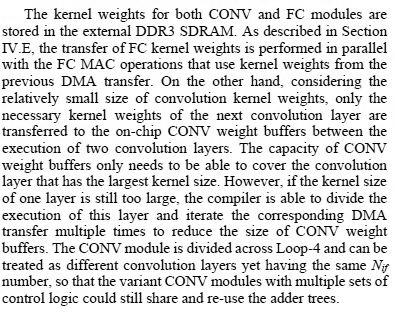 The kernel weights for both CONV and FC modules are
stored in the external DDR3 SDRAM. As described in Section
IV.E, the transfer of FC kernel weights is performed in parallel
with the FC MAC operations that use kernel weights from the
previous DMA transfer. On the other hand, considering the
relatively small size of convolution kernel weights, only the
necessary kernel weights of the next convolution layer are
transferred to the on-chip CONV weight buffers between the
execution of two convolution layers. The capacity of CONV
weight buffers only needs to be able to cover the convolution
layer that has the largest kernel size. However, if the kernel size
of one layer is still too large, the compiler is able to divide the
execution of this layer and iterate the corresponding DMA
transfer multiple times to reduce the size of CONV weight
buffers. The CONV module is divided across Loop-4 and can be
treated as different convolution layers yet having the same Nif
number, so that the variant CONV modules with multiple sets of
control logic could still share and re-use the adder trees.